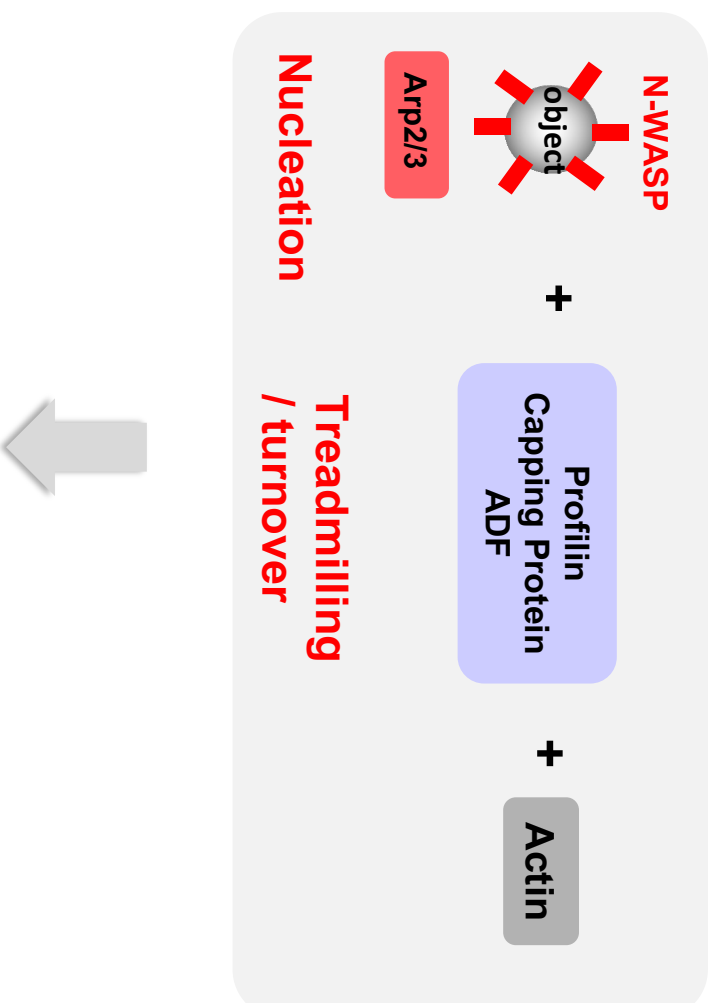 N-WASP
object
Arp2/3
Nucleation
+
Profilin
Capping Protein
ADF
Treadmilling
/ turnover
+
Actin